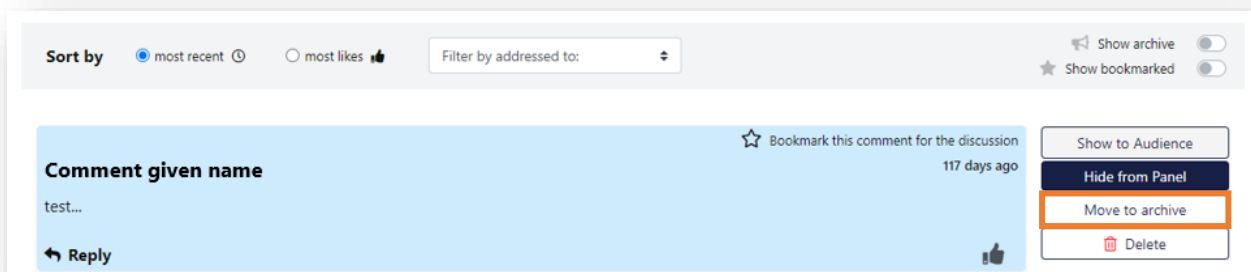 Sort by most recent most likes Filter by addressed to:
Show archive
Show bookmarked
Bookmark this comment for the discussion
117 days ago
Comment given name
test...
Reply
Show to Audience
Hide from Panel
Move to archive
Delete